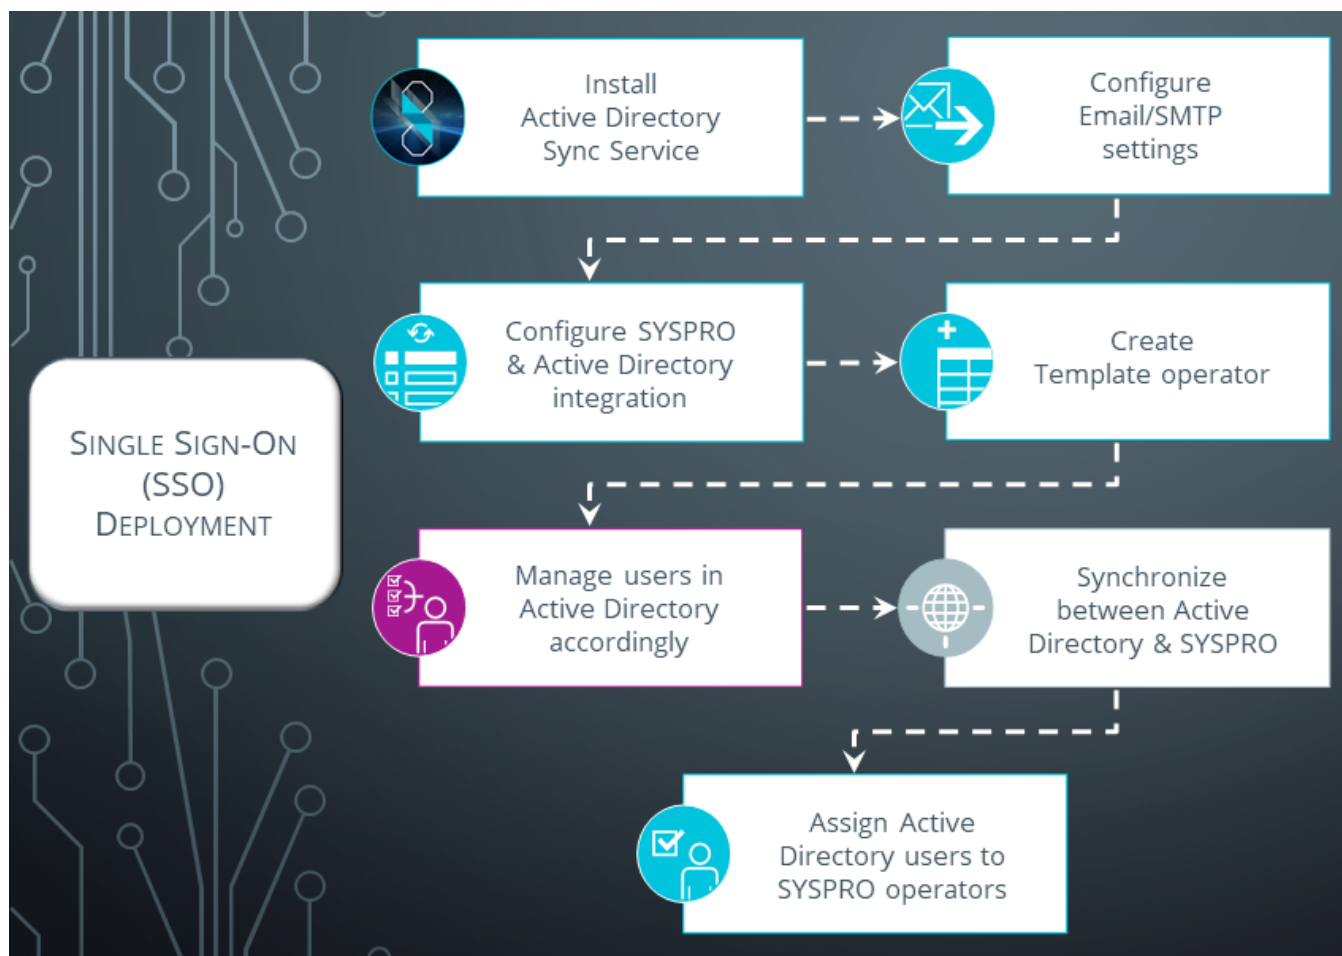 Install
Active Directory
Sync Service
Configure
Email/SMTP
settings
Configure SYSPRO
& Active Directory
integration
Create
Template operator
SINGLE SIGN-ON
(SSO)
DEPLOYMENT
Manage users in
Active Directory
accordingly
Synchronize
between Active
Directory & SYSPRO
Assign Active
Directory users to
SYSPRO operators